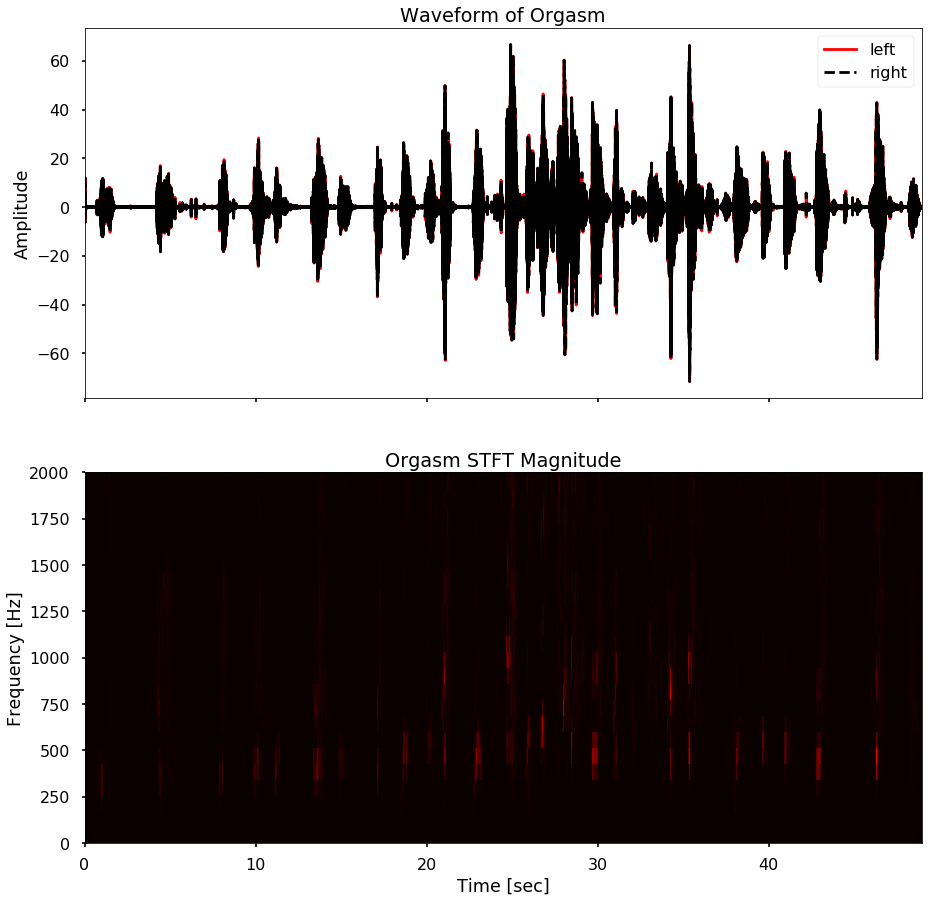 Waveform of Orgasm
left
right
60
40
20
0
−20
−40
−60
Amplitude
Orgasm STFT Magnitude
2000
1750
1500
1250
1000
750
500
250
0
Frequency [Hz]
0 10 20 30 40
Time [sec]